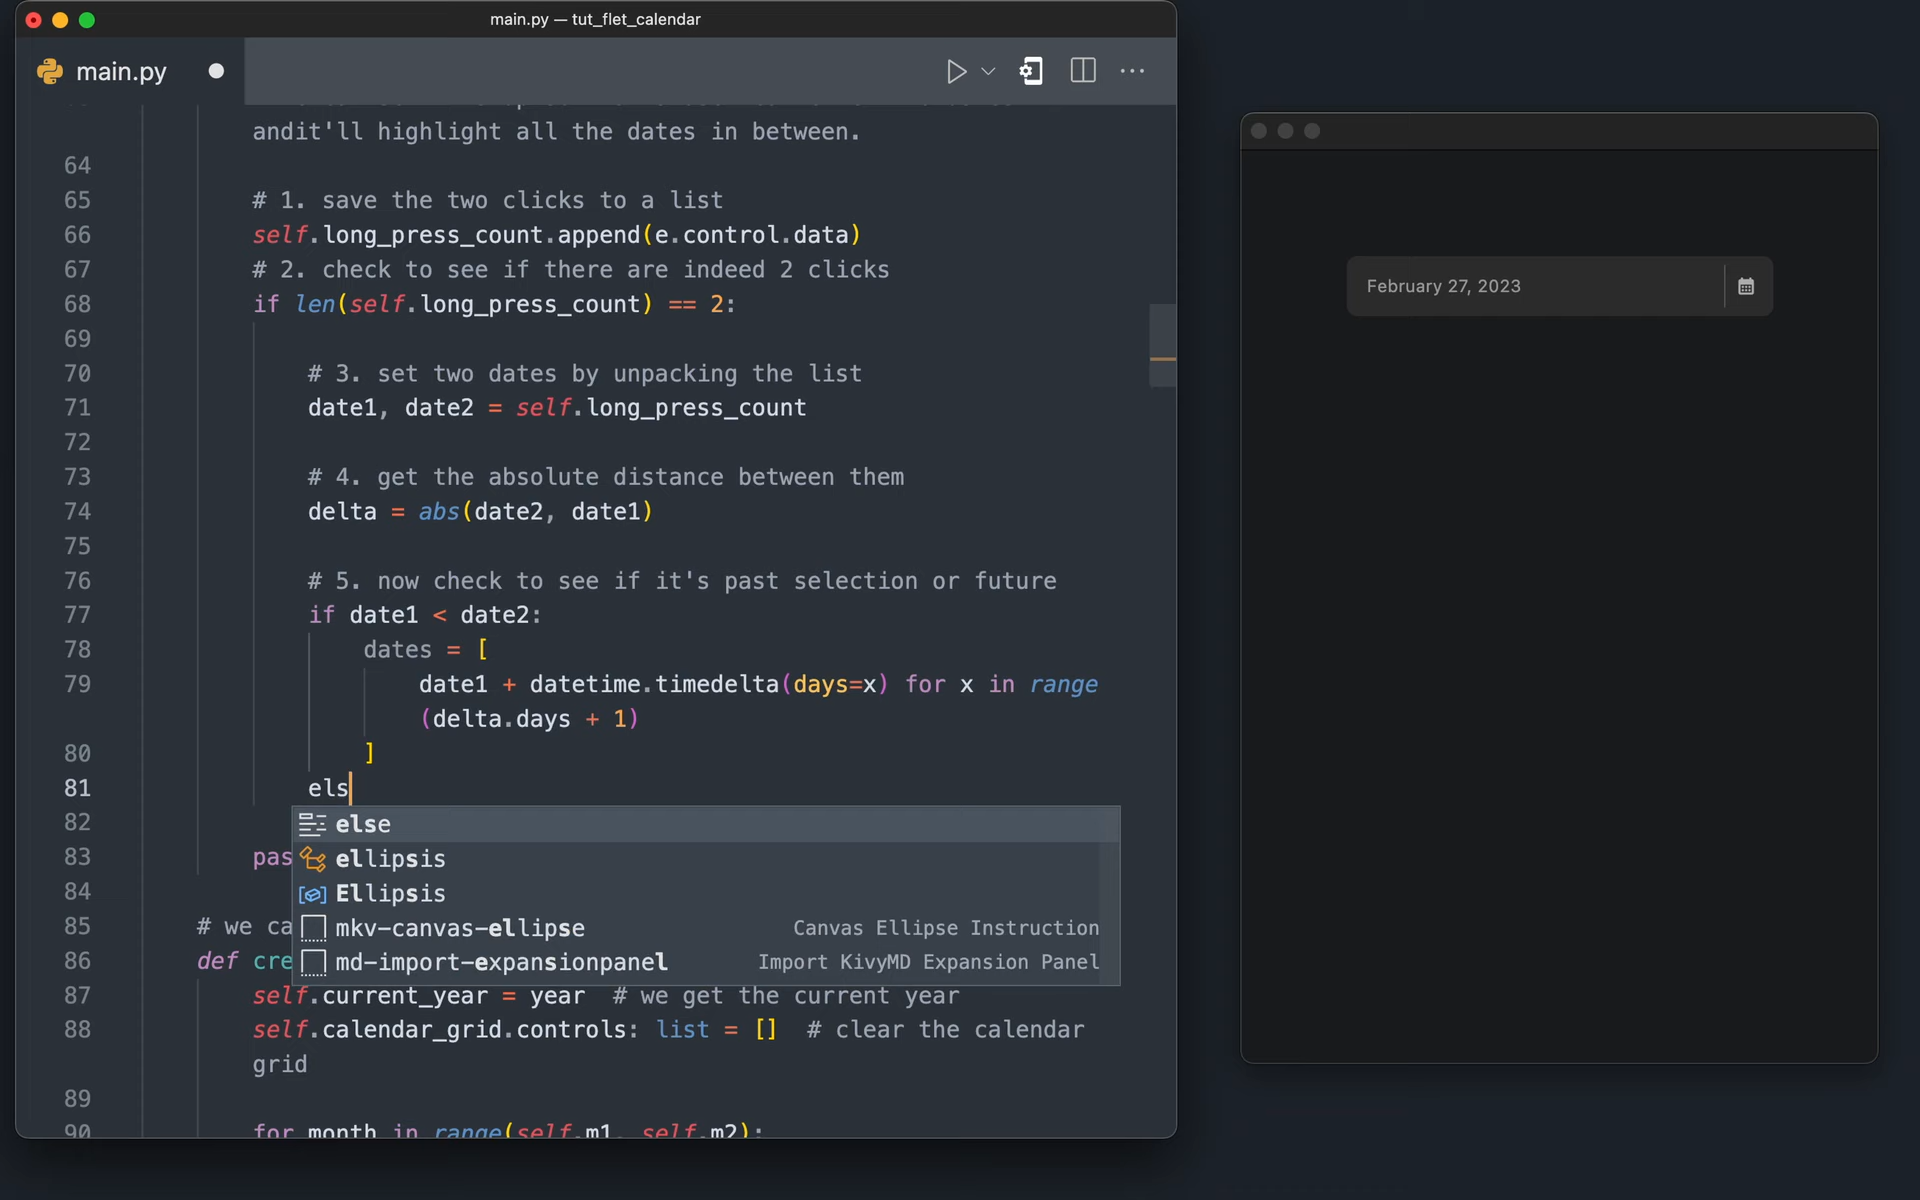 main.py — tut_flet_calendar
main.py
andit'll highlight all the dates in between.
64
65 # 1. save the two clicks to a list
66 self.long_press_count.append(e.control.data)
67 # 2. check to see if there are indeed 2 clicks
68 if len(self.long_press_count) == 2:
69
70 # 3. set two dates by unpacking the list
71 date1, date2 = self.long_press_count
72
73 # 4. get the absolute distance between them
74 delta = abs(date2, date1)
75
76 # 5. now check to see if it's past selection or future
77 if date1 < date2:
78 dates = [
79 date1 + datetime.timedelta(days=x) for x in range
(delta.days + 1)
80 ]
81 els
82 else
83 pas ellipsis
84 Ellipsis
85 # we ca mkv-canvas-ellipse Canvas Ellipse Instruction
86 def cre md-import-expansionpanel Import KivyMD Expansion Panel
87 self.current_year = year # we get the current year
88 self.calendar_grid.controls: list = [] # clear the calendar
grid
89
90 for month in range(self.m1, self.m2):
February 27, 2023